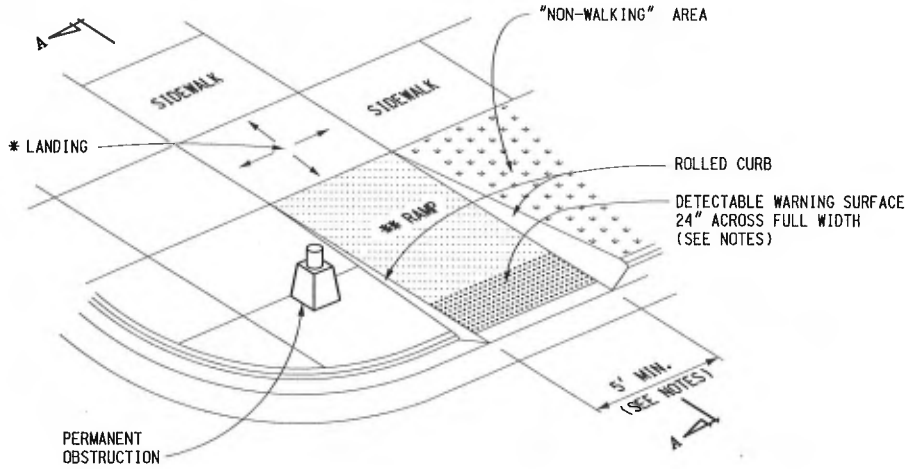 "NON-WALKING" AREA
A
SIDEWALK
SIDEWALK
* LANDING
ROLLED CURB
** RAMP
DETECTABLE WARNING SURFACE
24" ACROSS FULL WIDTH
(SEE NOTES)
5' MIN.
(SEE NOTES)
A
PERMANENT
OBSTRUCTION